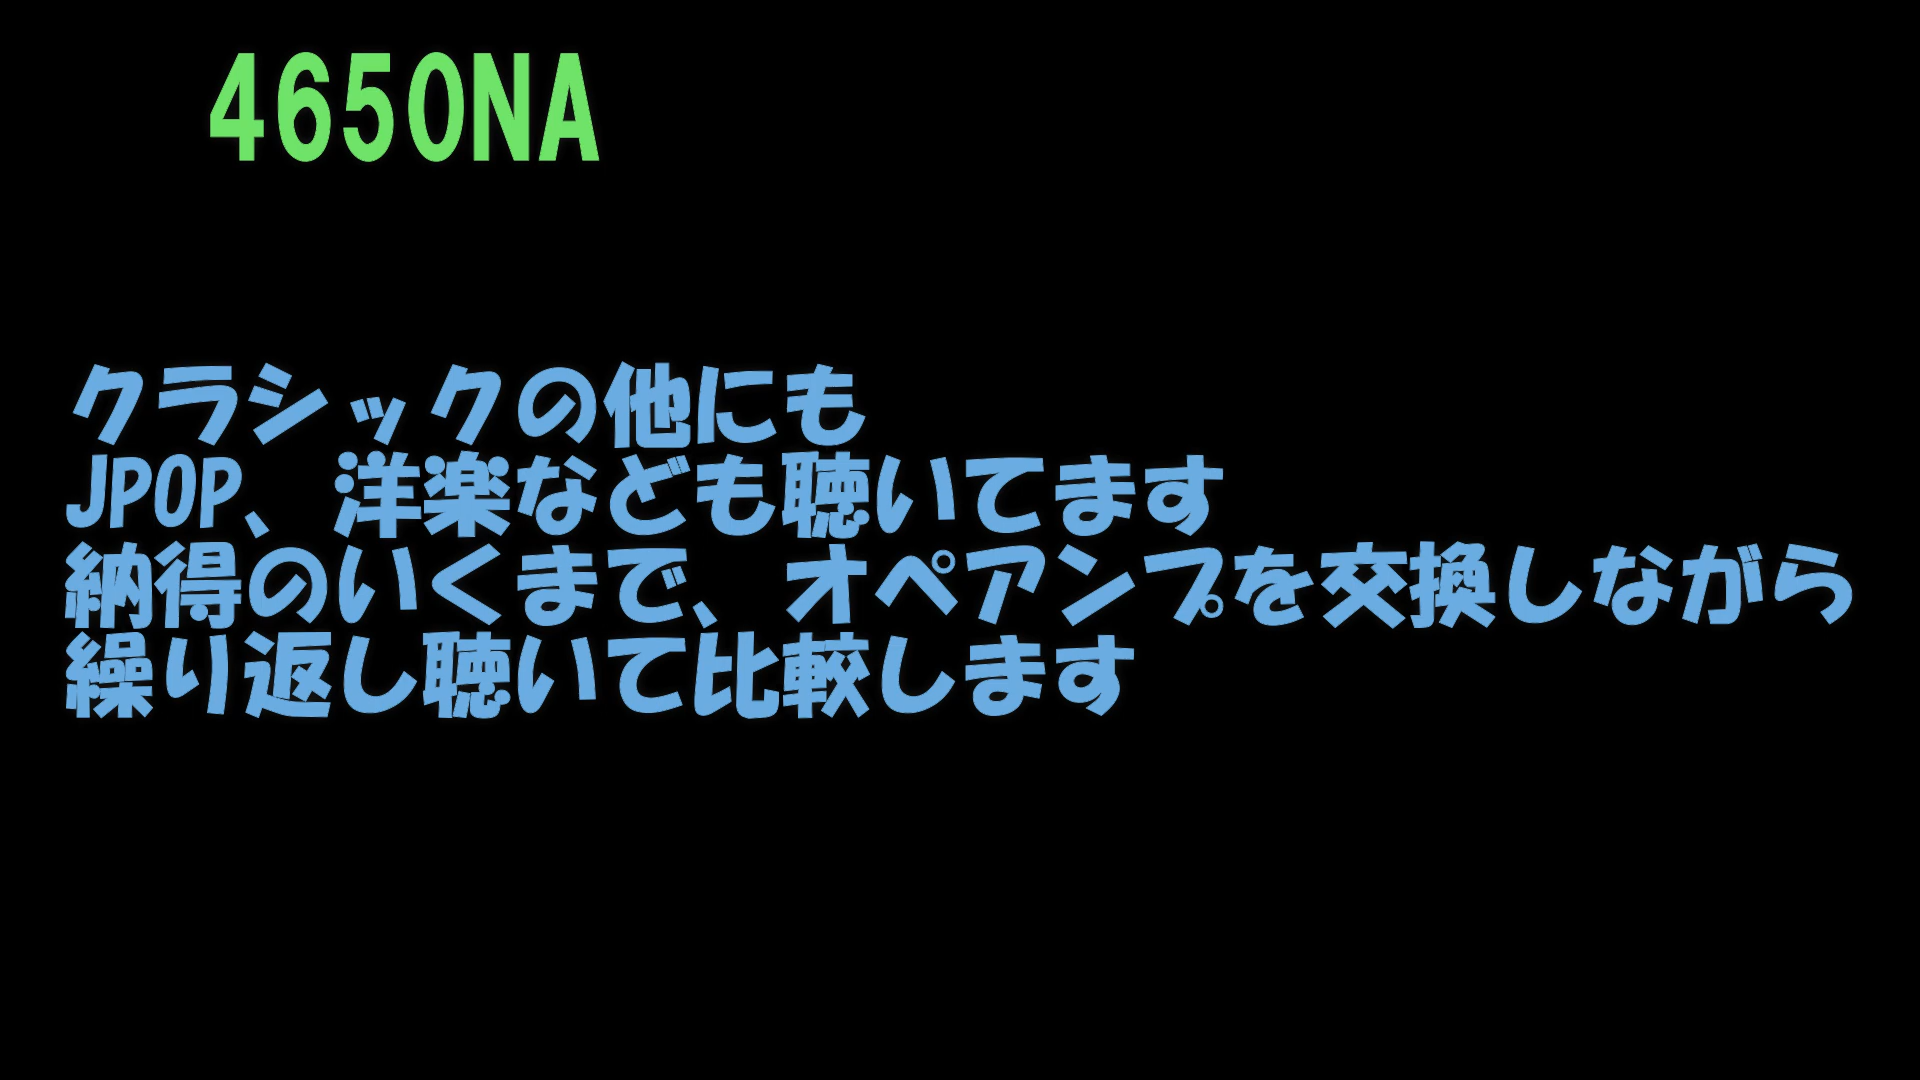 4650NA
クラシックの他にも
JPOP、洋楽なども聴いてます
納得のいくまで、オペアンプを交換しながら
繰り返し聴いて比較します